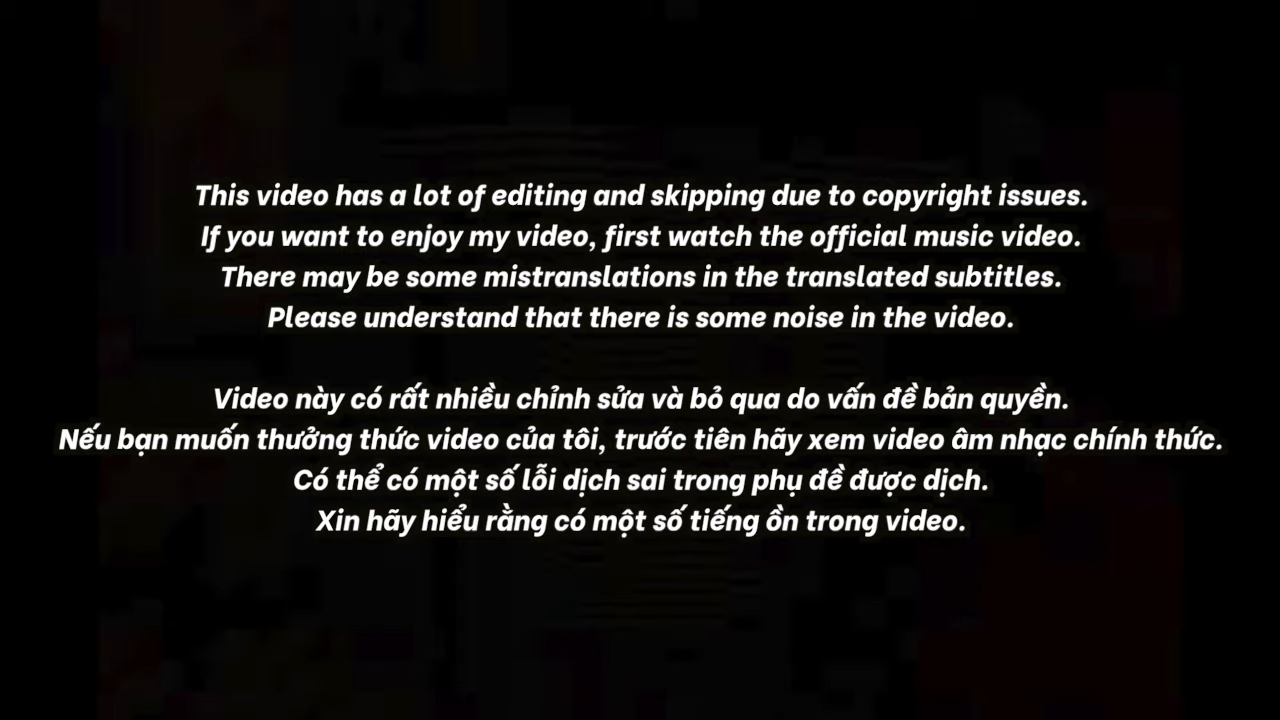 This video has a lot of editing and skipping due to copyright issues.
If you want to enjoy my video, first watch the official music video.
There may be some mistranslations in the translated subtitles.
Please understand that there is some noise in the video.
Video này có rất nhiều chỉnh sửa và bỏ qua do vấn đề bản quyền.
Nếu bạn muốn thưởng thức video của tôi, trước tiên hãy xem video âm nhạc chính thức.
Có thể có một số lỗi dịch sai trong phụ đề được dịch.
Xin hãy hiểu rằng có một số tiếng ồn trong video.